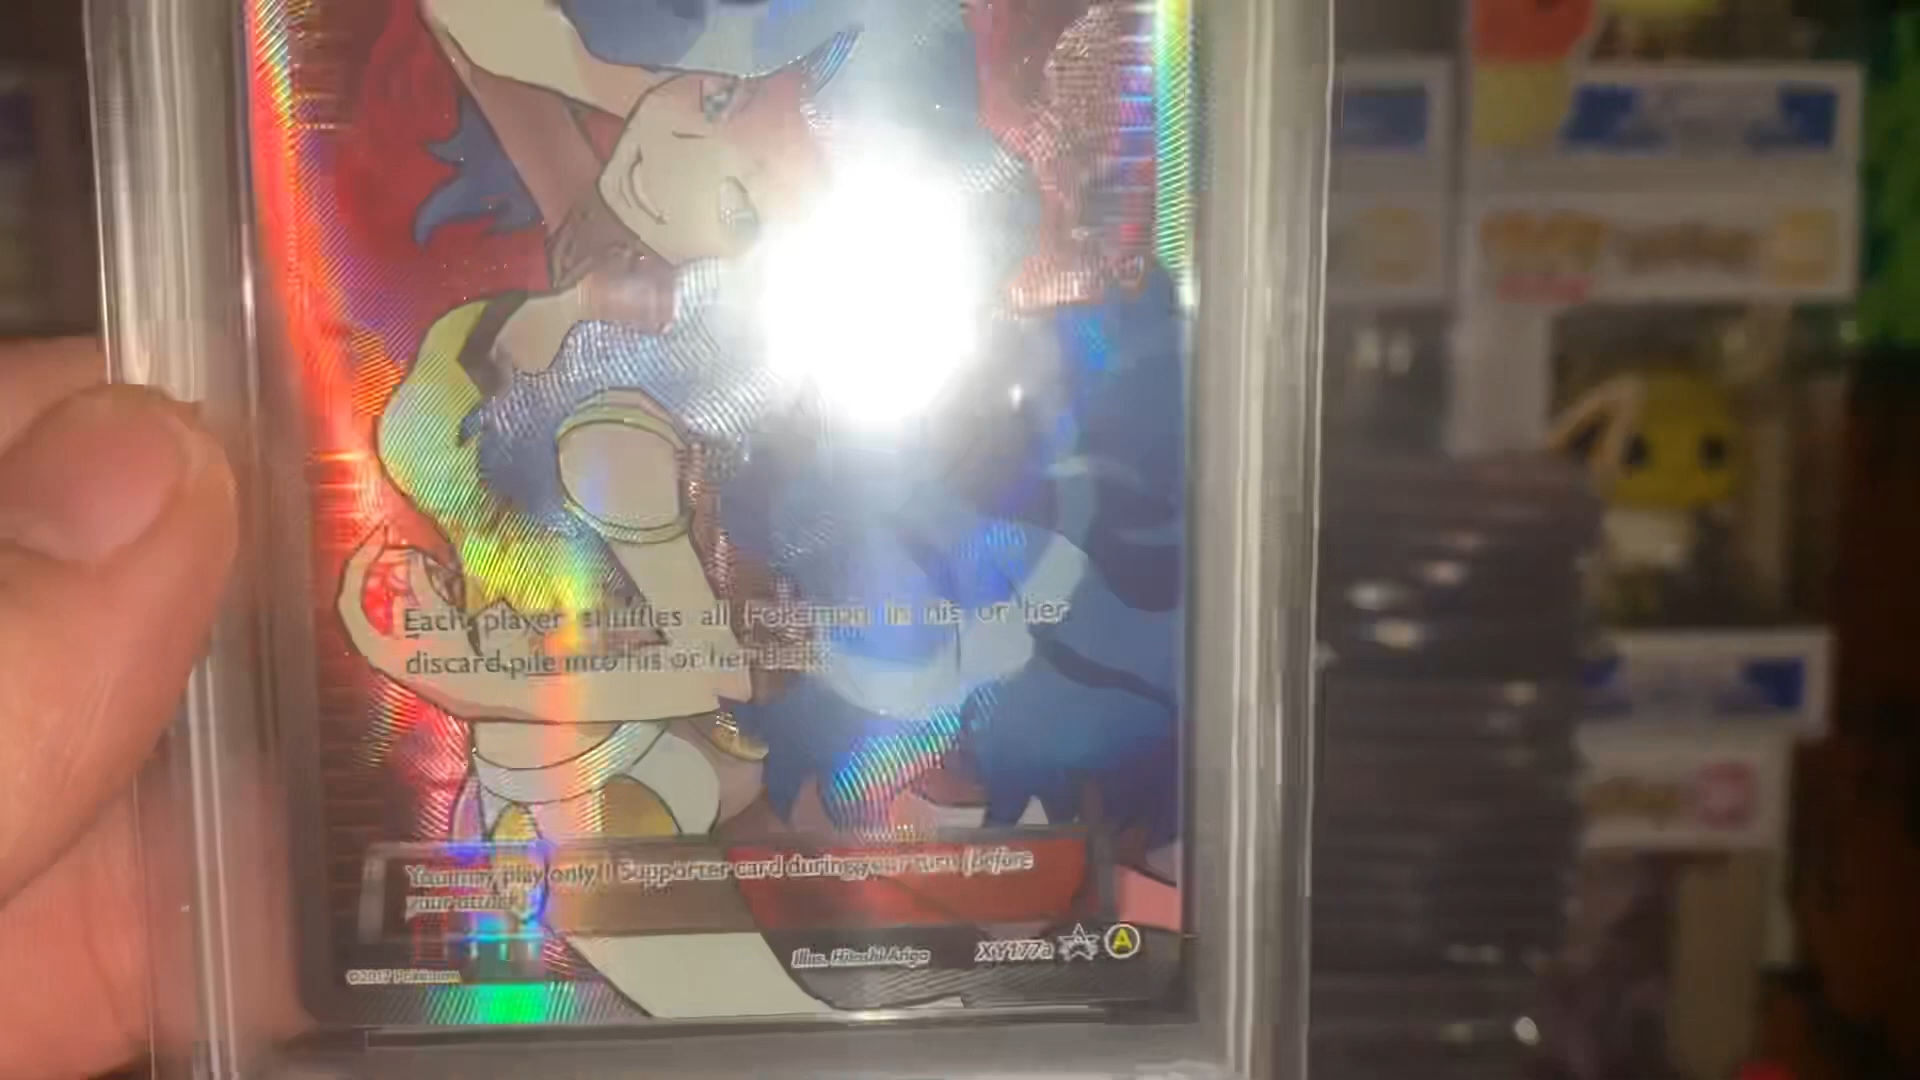 Each player shuffles all Pokémon in his or her
discard pile into his or her deck.
You may play only 1 Supporter card during your turn (before
your attack).
Illus. Hitoshi Ariga
XY177a
A
©2017 Pokémon